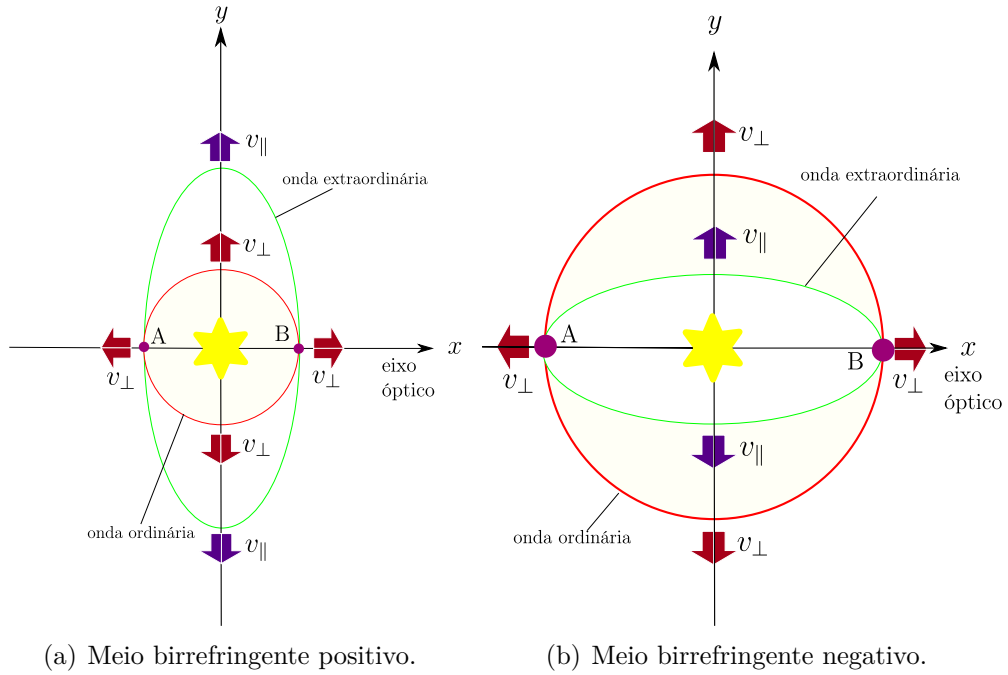 y
v∥
onda extraordinária
v⊥
A
B
x
v⊥
v⊥
eixo
óptico
v⊥
onda ordinária
v∥
(a) Meio birrefringente positivo.
y
v⊥
onda extraordinária
v∥
A
B
x
v⊥
v⊥
eixo
óptico
v∥
onda ordinária
v⊥
(b) Meio birrefringente negativo.